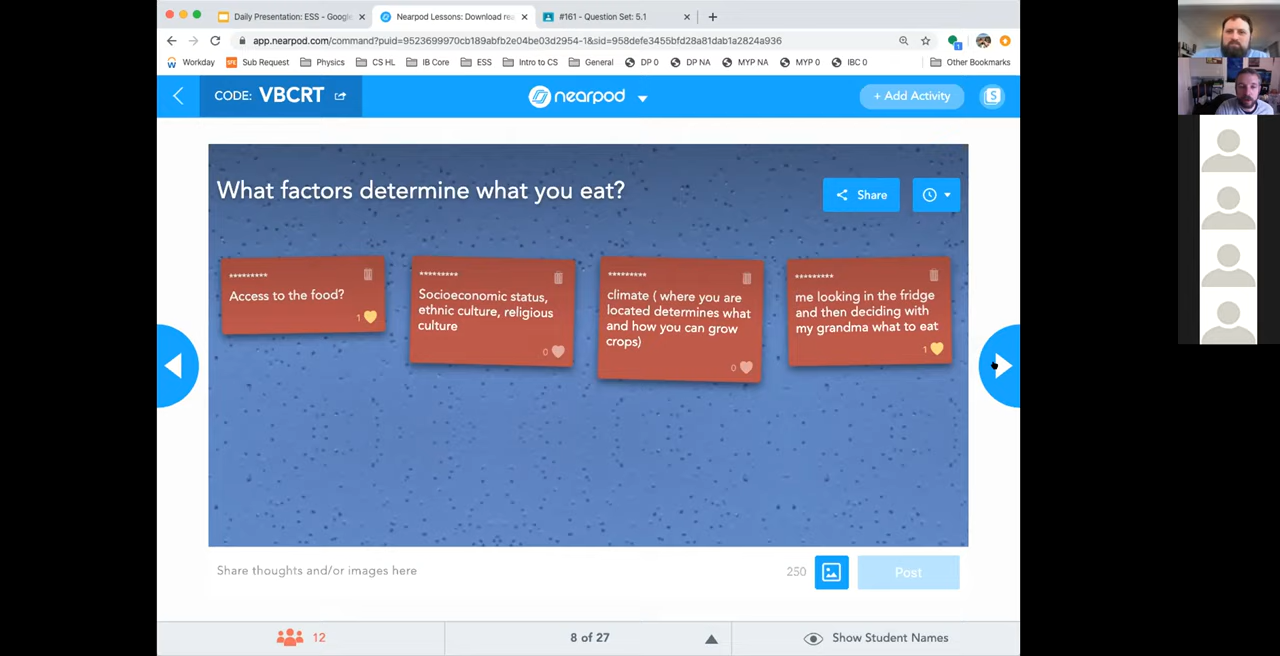 Daily Presentation: ESS - Google
Nearpod Lessons: Download rea
#161 - Question Set: 5.1
app.nearpod.com/command?puid=9523699970cb189abfb2e04be03d2954-1&sid=958defe3455bfd28a81dab1a2824a936
Workday
Sub Request
Physics
CS HL
IB Core
ESS
Intro to CS
General
DP 0
DP NA
MYP NA
MYP 0
IBC 0
Other Bookmarks
CODE: VBCRT
nearpod
+ Add Activity
S
What factors determine what you eat?
Share
*********
Access to the food?
1
*********
Socioeconomic status,
ethnic culture, religious
culture
0
*********
climate ( where you are
located determines what
and how you can grow
crops)
0
*********
me looking in the fridge
and then deciding with
my grandma what to eat
1
Share thoughts and/or images here
250
Post
12
8 of 27
Show Student Names